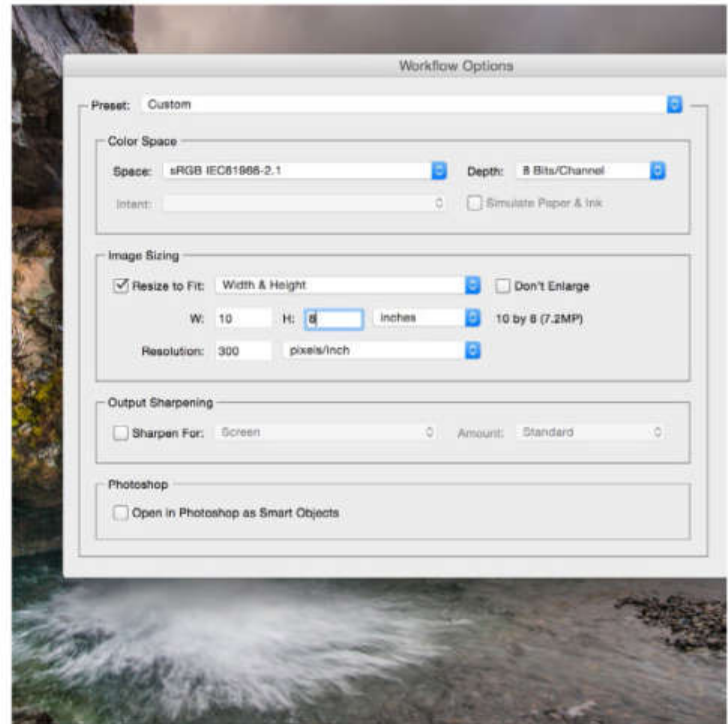 Workflow Options
Preset: Custom
Color Space
Space: sRGB IEC61966-2.1 Depth: 8 Bits/Channel
Intent: Simulate Paper & Ink
Image Sizing
Resize to Fit: Width & Height Don't Enlarge
W: 10 H: 8 inches 10 by 8 (7.2MP)
Resolution: 300 pixels/inch
Output Sharpening
Sharpen For: Screen Amount: Standard
Photoshop
Open in Photoshop as Smart Objects